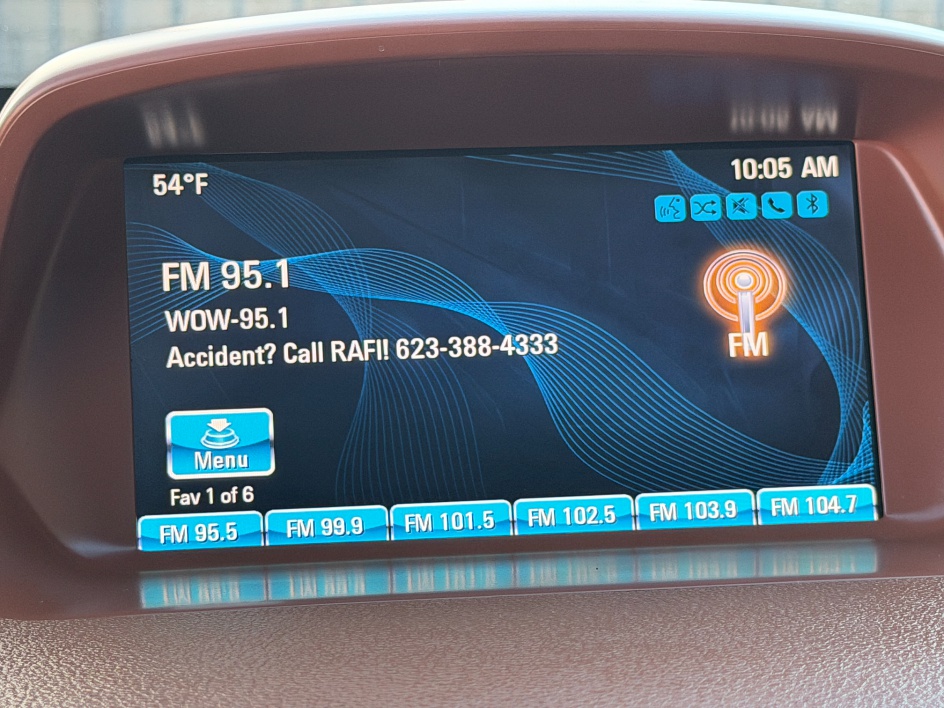 54°F
10:05 AM
FM 95.1
WOW-95.1
Accident? Call RAFI! 623-388-4333
FM
Menu
Fav 1 of 6
FM 95.5 FM 99.9 FM 101.5 FM 102.5 FM 103.9 FM 104.7